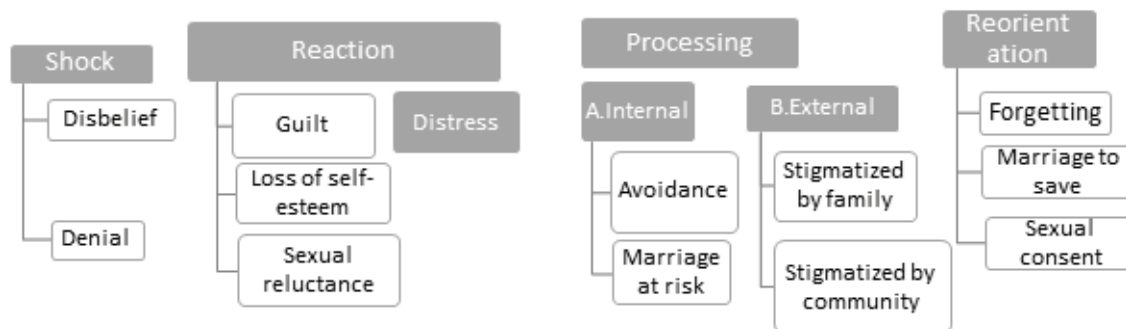 Shock
Disbelief
Denial
Reaction
Guilt
Distress
Loss of self-
esteem
Sexual
reluctance
Processing
A.Internal
Avoidance
Marriage
at risk
B.External
Stigmatized
by family
Stigmatized by
community
Reorient
ation
Forgetting
Marriage to
save
Sexual
consent